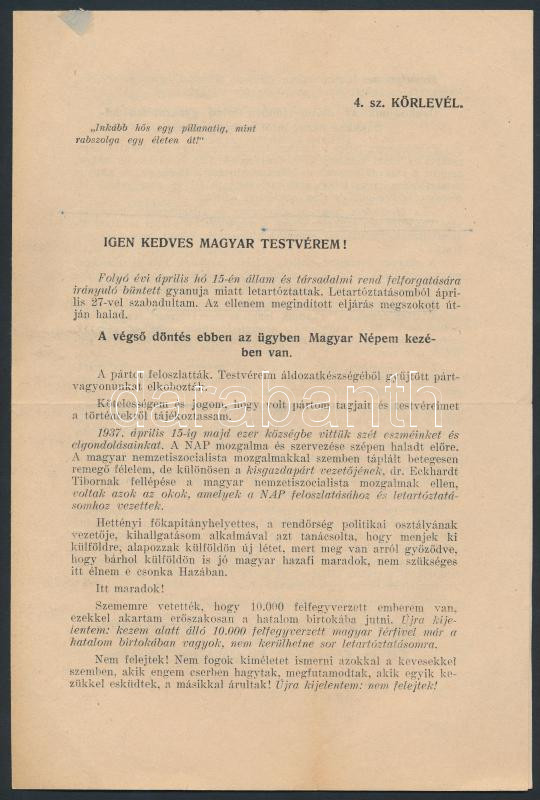 4. sz. KÖRLEVÉL.
„Inkább hős egy pillanatig, mint
rabszolga egy életen át!"
IGEN KEDVES MAGYAR TESTVÉREM!
Folyó évi április hó 15-én állam és társadalmi rend felforgatására
irányuló büntett gyanuja miatt letartóztattak. Letartóztatásomból ápri-
lis 27-vel szabadultam. Az ellenem megindított eljárás megszokott út-
ján halad.
A végső döntés ebben az ügyben Magyar Népem kezé-
ben van.
A pártot feloszlatták. Testvéreim áldozatkészségéből gyűjtött párt-
vagyonunkat elkobozták.
Kötelességem és jogom, hogy volt pártom tagjait és testvéreimet
a történtekről tájékoztassam.
1937. április 15-ig majd ezer községbe vittük szét eszméinket és
elgondolásainkat. A NAP mozgalma és szervezése szépen haladt előre.
A magyar nemzetiszocialista mozgalmakkal szemben táplált betegesen
remegő félelem, de különösen a kisgazdapárt vezetőjének, dr. Eckhardt
Tibornak fellépése a magyar nemzetiszocialista mozgalmak ellen,
voltak azok az okok, amelyek a NAP feloszlatásához és letartóztatá-
somhoz vezettek.
Hettényi főkapitányhelyettes, a rendőrség politikai osztályának
vezetője, kihallgatásom alkalmával azt tanácsolta, hogy menjek ki
külföldre, alapozzak külföldön új létet, mert meg van arról győződve,
hogy bárhol külföldön is jó magyar hazafi maradok, nem szükséges
itt élnem e csonka Hazában.
Itt maradok!
Szememre vetették, hogy 10.000 felfegyverzett emberem van,
ezekkel akartam erőszakosan a hatalom birtokába jutni. Újra kije-
lentem: kezem alatt álló 10.000 felfegyverzett magyar férfivel már a
hatalom birtokában vagyok, nem kerülhetne sor letartóztatásomra.
Nem felejtek! Nem fogok kíméletet ismerni azokkal a kevesekkel
szemben, akik engem cserben hagytak, megfutamodtak, akik egyik ke-
zükkel esküdtek, a másikkal árultak! Újra kijelentem: nem felejtek!
darabanth